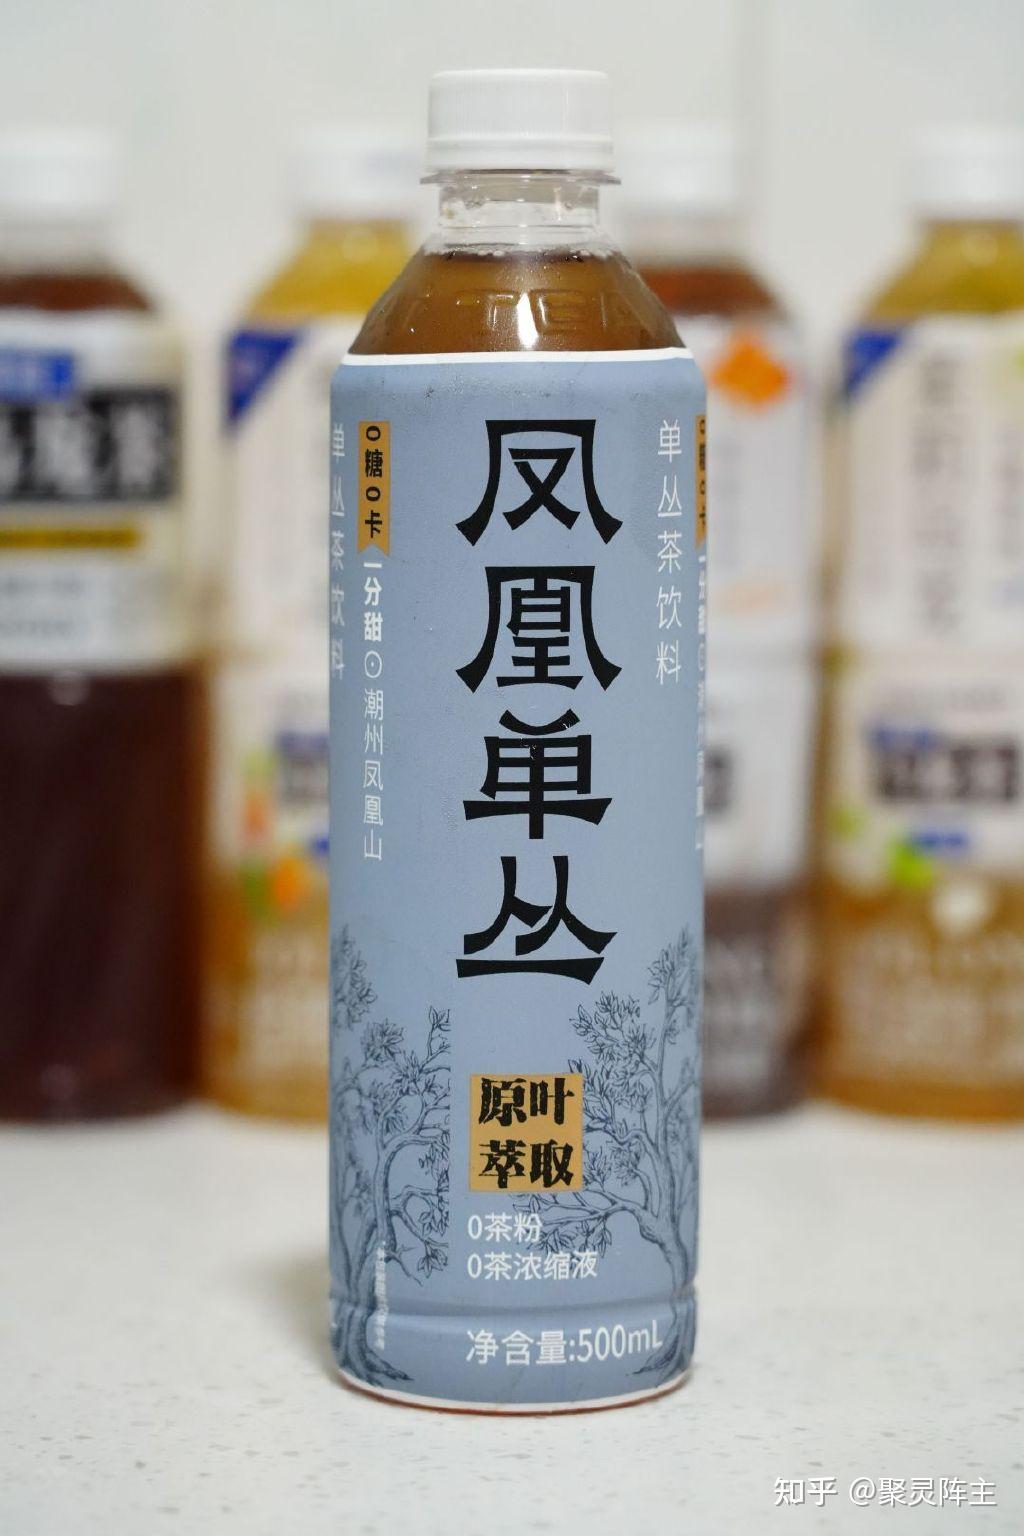 TEA
凤凰单丛
单丛茶饮料
0糖0卡
一分甜⊙潮州凤凰山
单丛茶饮料
原叶
萃取
0茶粉
0茶浓缩液
净含量:500mL
知乎 @聚灵阵主